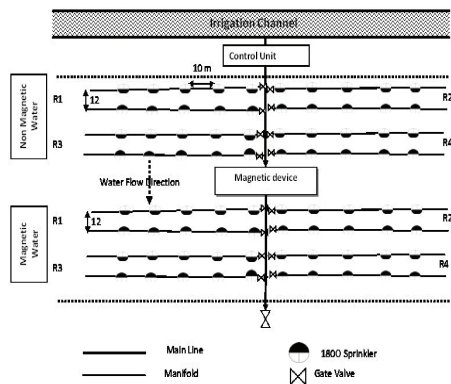 Irrigation Channel
Control Unit
10 m
Non Magnetic
Water
R1
12
R2
R3
R4
Water Flow Direction
Magnetic device
Magnetic
Water
R1
12
R2
R3
R4
Main Line
1800 Sprinkler
Manifold
Gate Valve